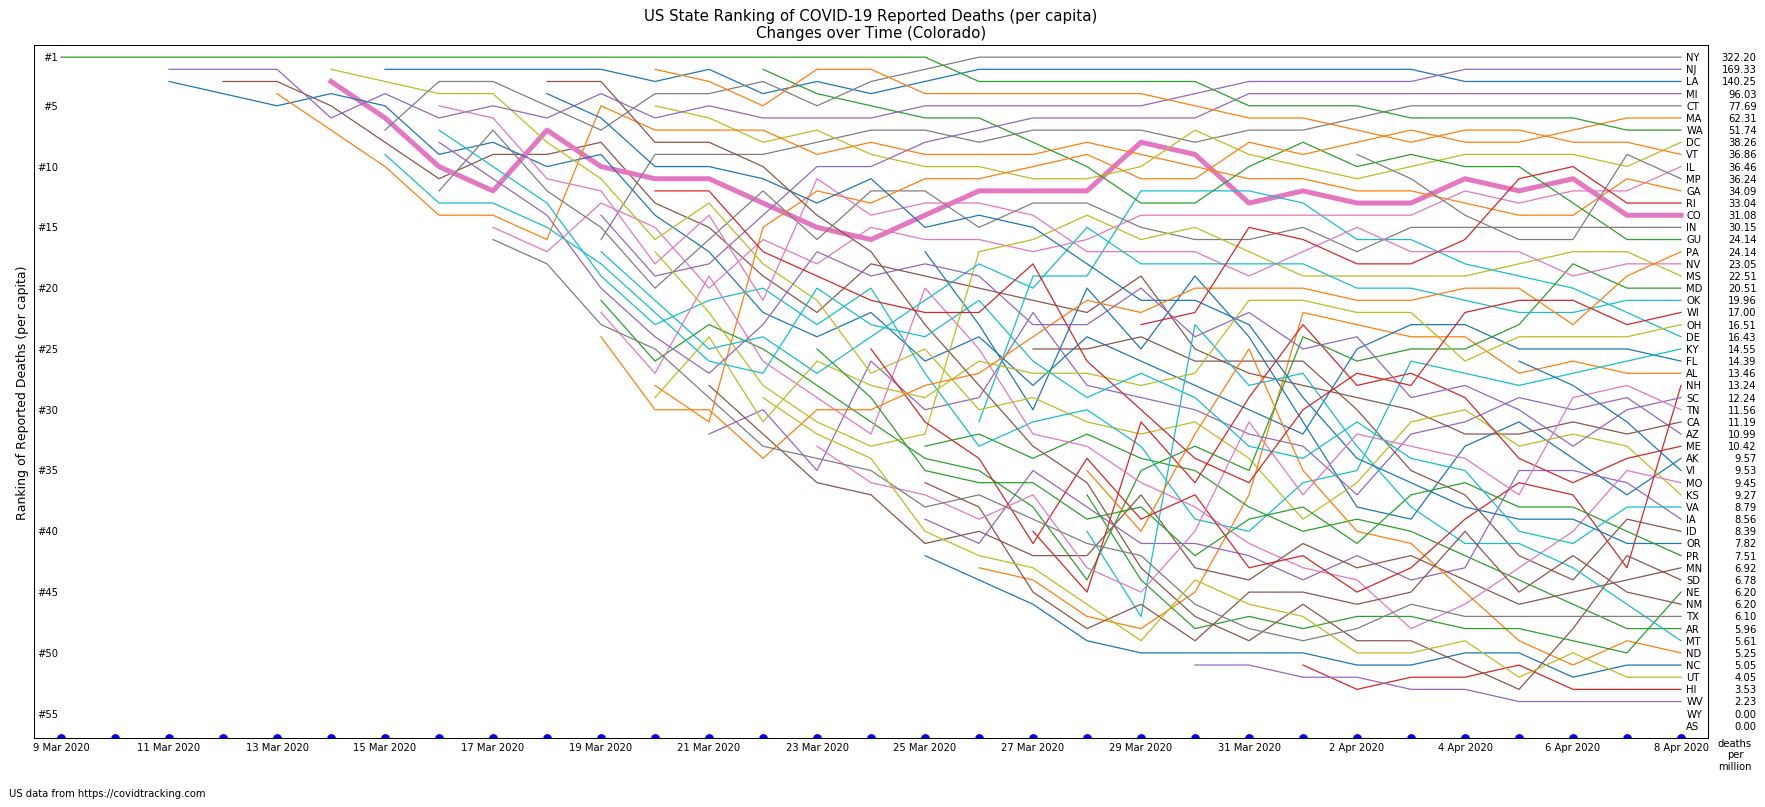 US State Ranking of COVID-19 Reported Deaths (per capita)
Changes over Time (Colorado)
Ranking of Reported Deaths (per capita)
#1
#5
#10
#15
#20
#25
#30
#35
#40
#45
#50
#55
NY 322.20
NJ 169.33
LA 140.25
MI 96.03
CT 77.69
MA 62.31
WA 51.74
DC 38.26
VT 36.86
IL 36.46
MP 36.24
GA 34.09
RI 33.04
CO 31.08
IN 30.15
GU 24.14
PA 24.14
NV 23.05
MS 22.51
MD 20.51
OK 19.96
WI 17.00
OH 16.51
DE 16.43
KY 14.55
FL 14.39
AL 13.46
NH 13.24
SC 12.24
TN 11.56
CA 11.19
AZ 10.99
ME 10.42
AK 9.57
VI 9.53
MO 9.45
KS 9.27
VA 8.79
IA 8.56
ID 8.39
OR 7.82
PR 7.51
MN 6.92
SD 6.78
NE 6.20
NM 6.20
TX 6.10
AR 5.96
MT 5.61
ND 5.25
NC 5.05
UT 4.05
HI 3.53
WV 2.23
WY 0.00
AS 0.00
9 Mar 2020 11 Mar 2020 13 Mar 2020 15 Mar 2020 17 Mar 2020 19 Mar 2020 21 Mar 2020 23 Mar 2020 25 Mar 2020 27 Mar 2020 29 Mar 2020 31 Mar 2020 2 Apr 2020 4 Apr 2020 6 Apr 2020 8 Apr 2020
deaths
per
million
US data from https://covidtracking.com